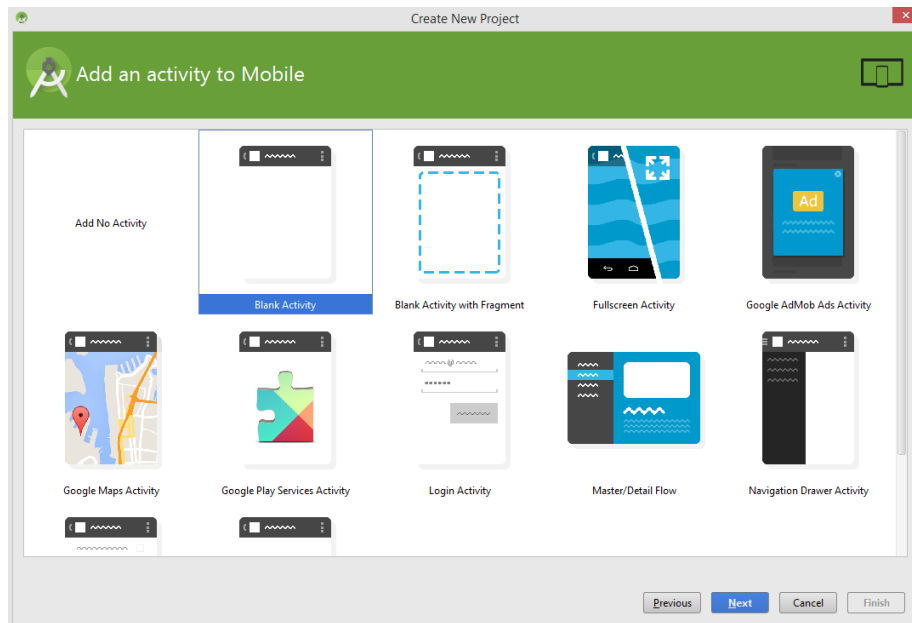 Create New Project
Add an activity to Mobile
Add No Activity
Blank Activity
Blank Activity with Fragment
Fullscreen Activity
Ad
Google AdMob Ads Activity
Google Maps Activity
Google Play Services Activity
@
Login Activity
Master/Detail Flow
Navigation Drawer Activity
Previous
Next
Cancel
Finish